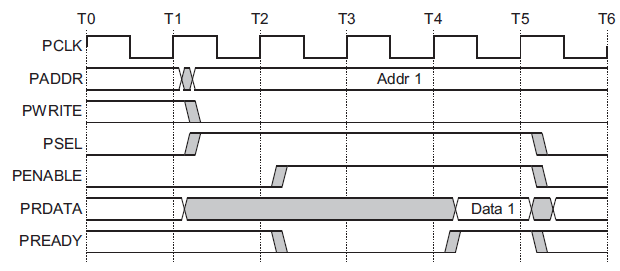 T0 T1 T2 T3 T4 T5 T6
PCLK
PADDR Addr 1
PWRITE
PSEL
PENABLE
PRDATA Data 1
PREADY